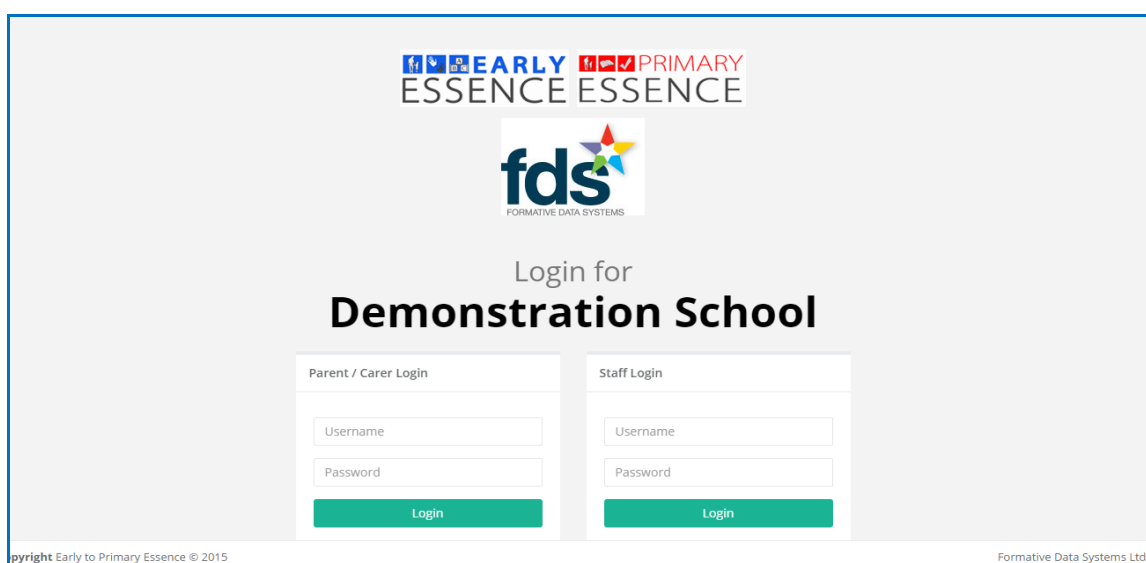 EARLY PRIMARY
ESSENCE ESSENCE
fds
FORMATIVE DATA SYSTEMS
Login for
Demonstration School
Parent / Carer Login
Username
Password
Login
Staff Login
Username
Password
Login
pyright Early to Primary Essence © 2015
Formative Data Systems Ltd